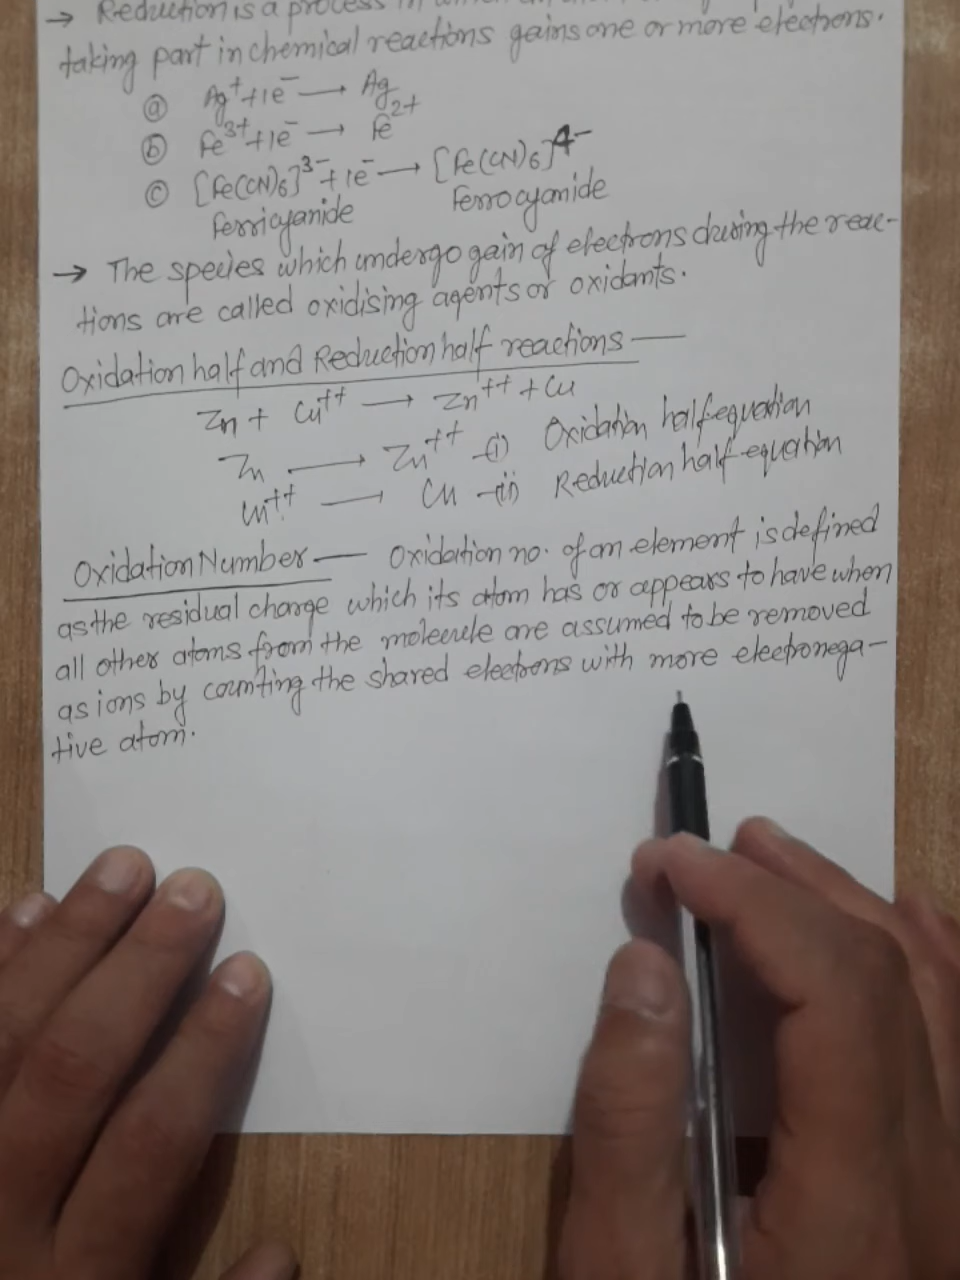 → Reduction is a process in which an
taking part in chemical reactions gains one or more electrons.
ⓐ Ag⁺ + 1e⁻ → Ag
ⓑ Fe³⁺ + 1e⁻ → Fe²⁺
ⓒ [Fe(CN)6]³⁻ + 1e⁻ → [Fe(CN)6]⁴⁻
Ferricyanide Ferrocyanide
→ The species which undergo gain of electrons during the reac-
tions are called oxidising agents or oxidants.
Oxidation half and Reduction half reactions —
Zn + Cu⁺⁺ → Zn⁺⁺ + Cu
Zn → Zn⁺⁺ –(i) Oxidation half equation
Cu⁺⁺ → Cu –(ii) Reduction half-equation
Oxidation Number — Oxidation no. of an element is defined
as the residual charge which its atom has or appears to have when
all other atoms from the molecule are assumed to be removed
as ions by counting the shared electrons with more electronega-
tive atom.